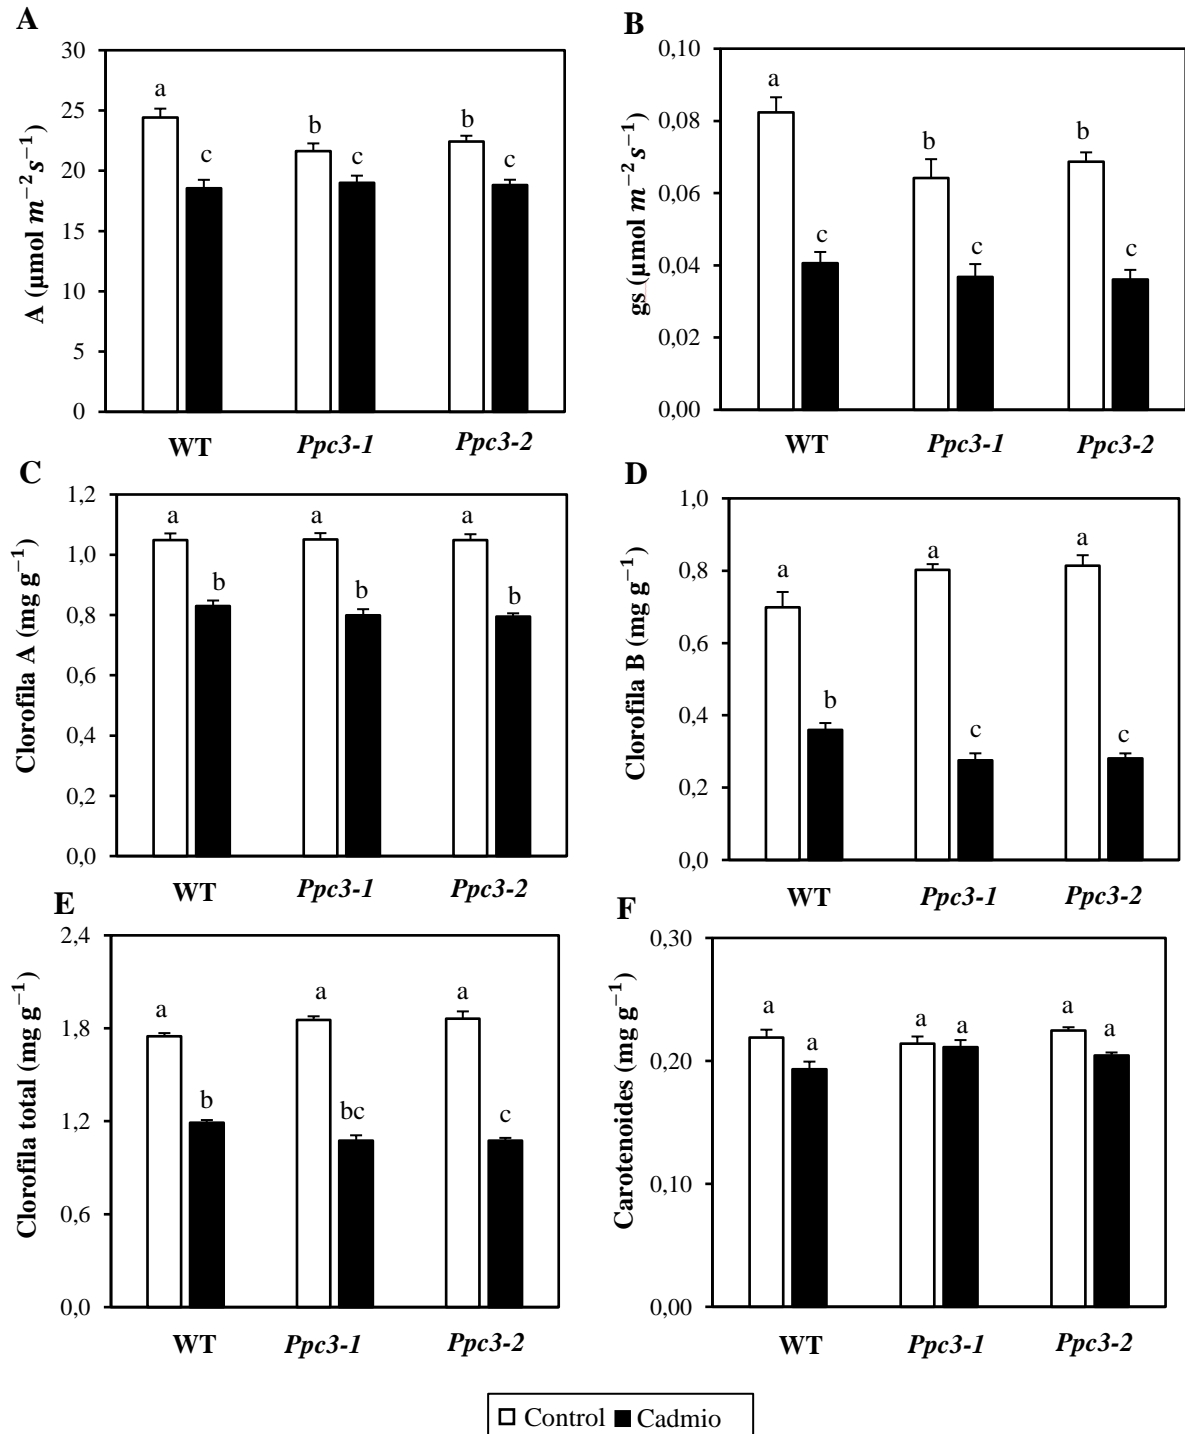 A
30
25
20
15
10
5
0
A (µmol m⁻²s⁻¹)
a
c
b
c
b
c
WT
Ppc3-1
Ppc3-2
B
0,10
0,08
0,06
0,04
0,02
0,00
gs (µmol m⁻²s⁻¹)
a
c
b
c
b
c
WT
Ppc3-1
Ppc3-2
C
1,2
1,0
0,8
0,6
0,4
0,2
0,0
Clorofila A (mg g⁻¹)
a
b
a
b
a
b
WT
Ppc3-1
Ppc3-2
D
1,0
0,8
0,6
0,4
0,2
0,0
Clorofila B (mg g⁻¹)
a
b
a
c
a
c
WT
Ppc3-1
Ppc3-2
E
2,4
1,8
1,2
0,6
0,0
Clorofila total (mg g⁻¹)
a
b
a
bc
a
c
WT
Ppc3-1
Ppc3-2
F
0,30
0,20
0,10
0,00
Carotenoides (mg g⁻¹)
a
a
a
a
a
a
WT
Ppc3-1
Ppc3-2
Control Cadmio